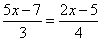 (5x-7)/3 = (2x-5)/4